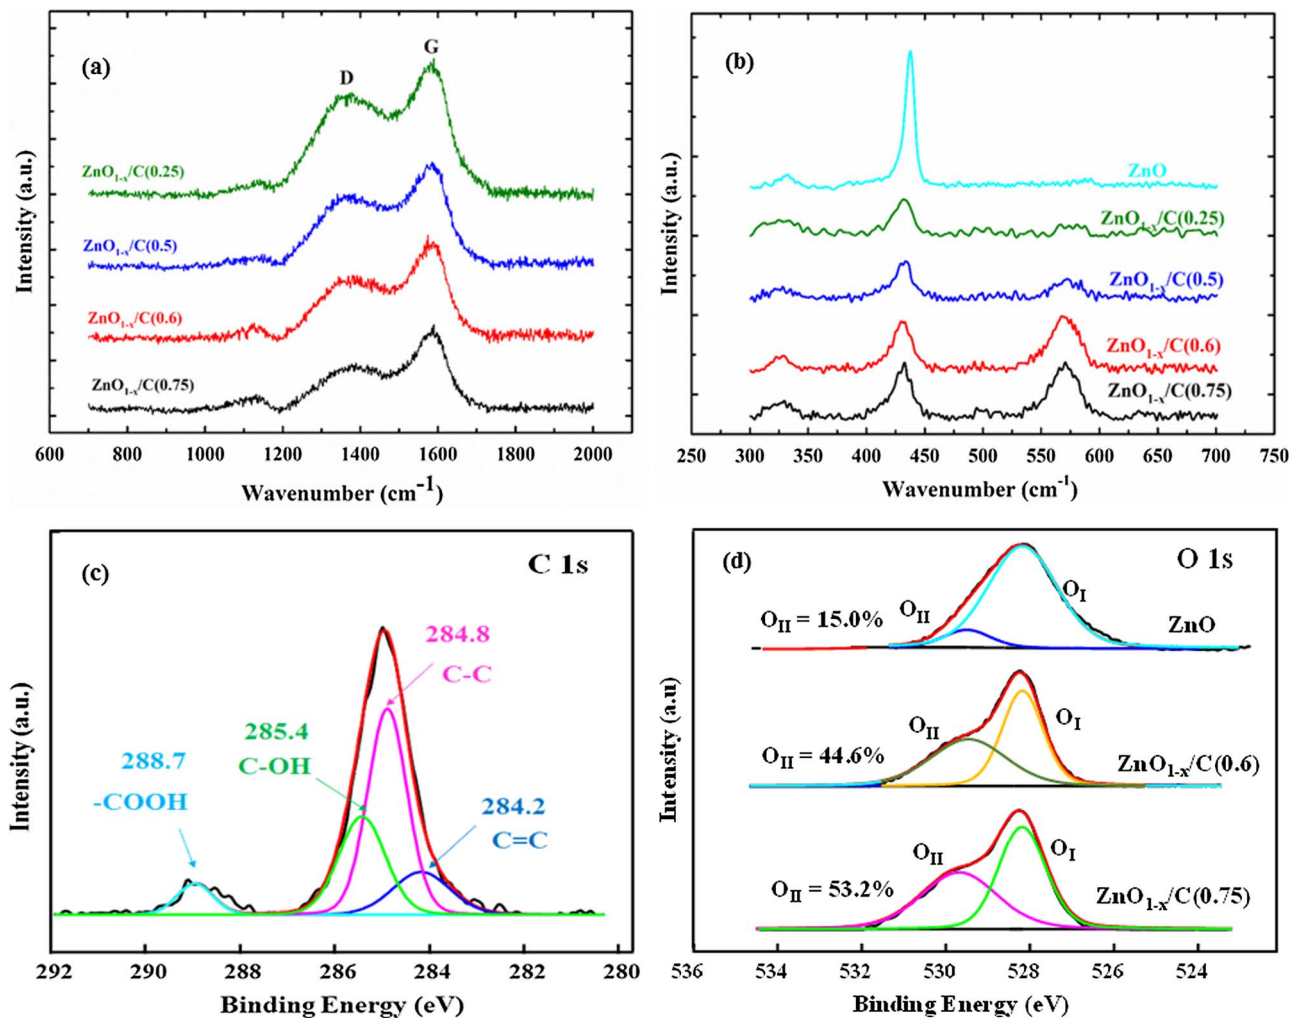 (a)
D
G
ZnO1-x/C(0.25)
ZnO1-x/C(0.5)
ZnO1-x/C(0.6)
ZnO1-x/C(0.75)
Intensity (a.u.)
600 800 1000 1200 1400 1600 1800 2000
Wavenumber (cm-1)
(b)
ZnO
ZnO1-x/C(0.25)
ZnO1-x/C(0.5)
ZnO1-x/C(0.6)
ZnO1-x/C(0.75)
Intensity (a.u.)
250 300 350 400 450 500 550 600 650 700 750
Wavenumber (cm-1)
(c)
C 1s
284.8
C-C
285.4
C-OH
288.7
-COOH
284.2
C=C
Intensity (a.u.)
292 290 288 286 284 282 280
Binding Energy (eV)
(d)
O 1s
OII = 15.0%
OII
OI
ZnO
OII = 44.6%
OII
OI
ZnO1-x/C(0.6)
OII = 53.2%
OII
OI
ZnO1-x/C(0.75)
Intensity (a.u)
536 534 532 530 528 526 524
Binding Energy (eV)